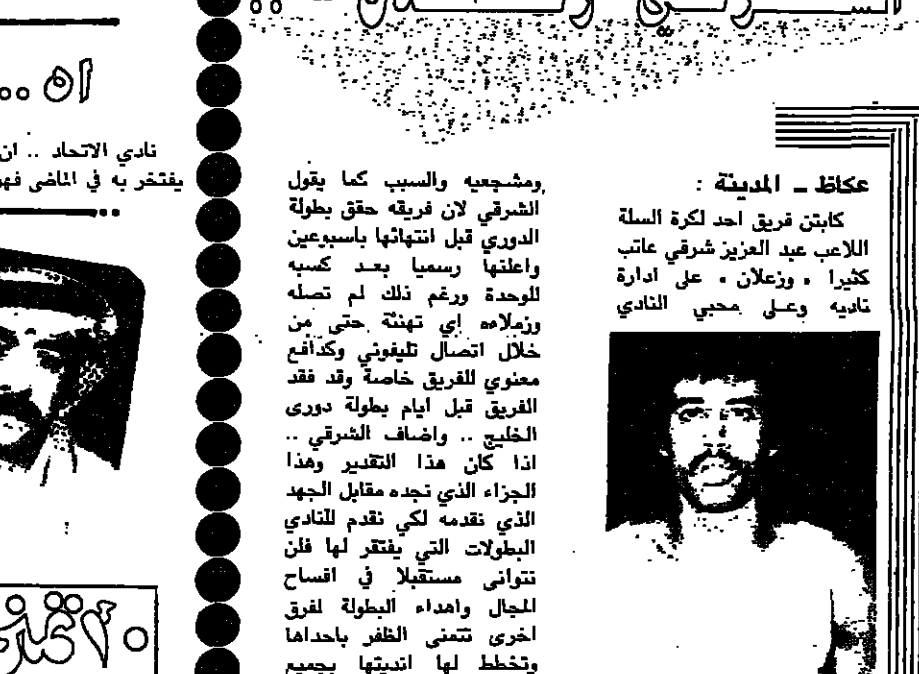 عكاظ - المدينة :
كابتن فريق احد لكرة السلة
اللاعب عبد العزيز شرقي عاتب
كثيرا ، وزعلان ، على ادارة
ناديه وعلى محبي النادي
ومشجعيه والسبب كما يقول
الشرقي لان فريقه حقق بطولة
الدوري قبل انتهائها باسبوعين
واعلنها رسميا بعد كسبه
للوحدة ورغم ذلك لم تصله
وزملاءه اي تهنئة حتى من
خلال اتصال تليفوني وكدافع
معنوي للفريق خاصة وقد فقد
الفريق قبل ايام بطولة دورى
الخليج .. واضاف الشرقي ..
اذا كان هذا التقدير وهذا
الجزاء الذي نجده مقابل الجهد
الذي نقدمه لكي نقدم للنادي
البطولات التي يفتقر لها فلن
نتوانى مستقبلا في افساح
المجال واهداء البطولة لفرق
اخرى تتمنى الظفر باحداها
وتخطط لها انديتها بجميع
اه ..
نادي الاتحاد .. ان
يفتخر به في الماضى فهو